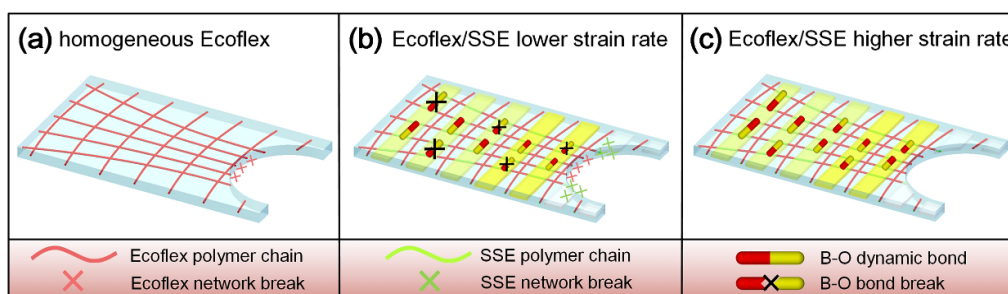 (a) homogeneous Ecoflex
(b) Ecoflex/SSE lower strain rate
(c) Ecoflex/SSE higher strain rate
Ecoflex polymer chain
Ecoflex network break
SSE polymer chain
SSE network break
B-O dynamic bond
B-O bond break